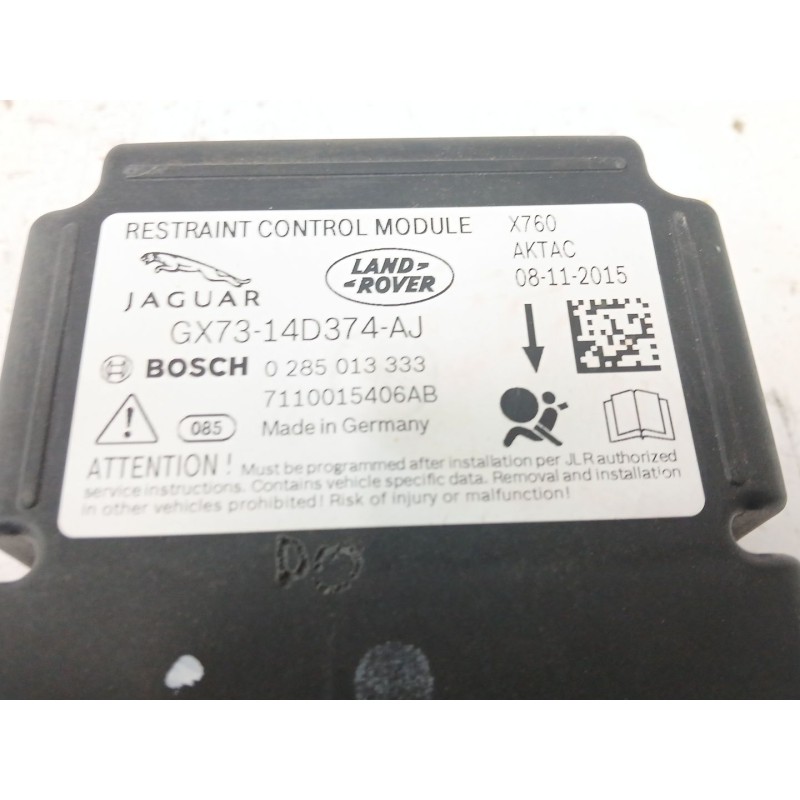 RESTRAINT CONTROL MODULE
X760
AKTAC
08-11-2015
JAGUAR
LAND-
-ROVER
GX73-14D374-AJ
BOSCH 0 285 013 333
7110015406AB
085 Made in Germany
ATTENTION! Must be programmed after installation per JLR authorized
service instructions. Contains vehicle specific data. Removal and installation
in other vehicles prohibited! Risk of injury or malfunction!